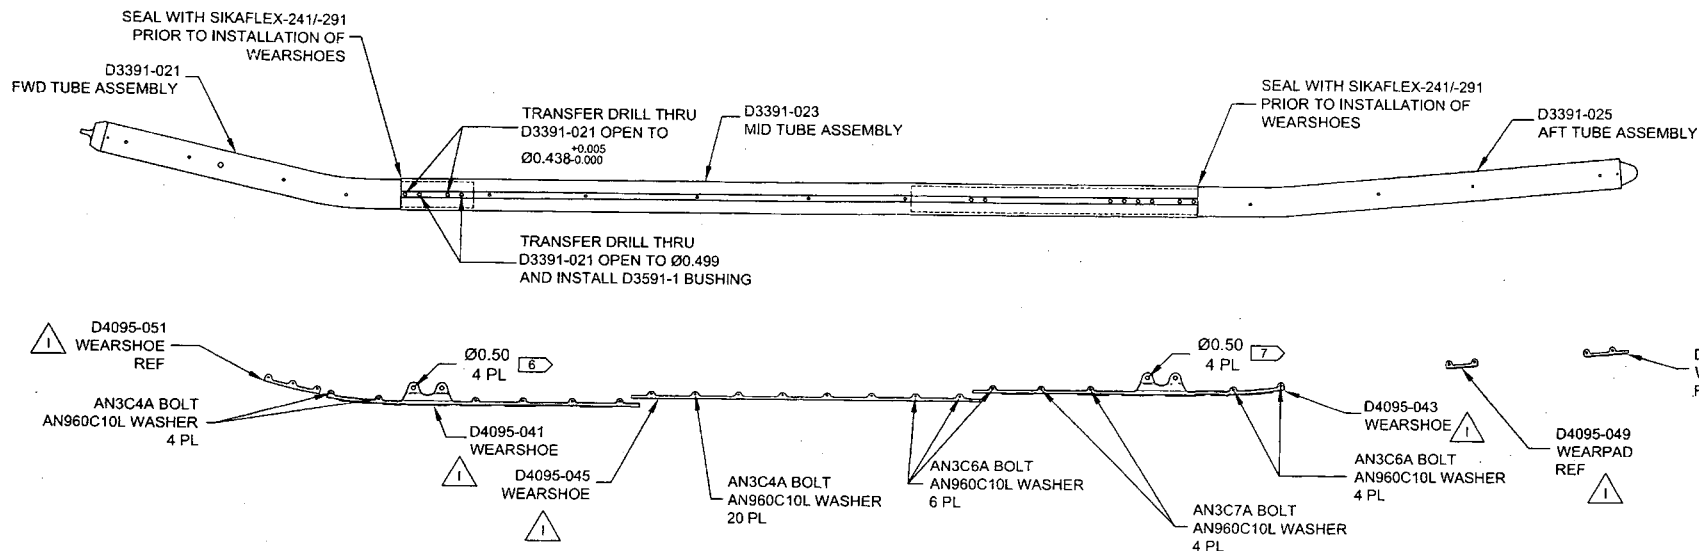 SEAL WITH SIKAFLEX-241/-291
PRIOR TO INSTALLATION OF
WEARSHOES
D3391-021
FWD TUBE ASSEMBLY
TRANSFER DRILL THRU
D3391-021 OPEN TO
Ø0.438+0.005-0.000
D3391-023
MID TUBE ASSEMBLY
SEAL WITH SIKAFLEX-241/-291
PRIOR TO INSTALLATION OF
WEARSHOES
D3391-025
AFT TUBE ASSEMBLY
TRANSFER DRILL THRU
D3391-021 OPEN TO Ø0.499
AND INSTALL D3591-1 BUSHING
1
D4095-051
WEARSHOE
REF
Ø0.50
4 PL
6
AN3C4A BOLT
AN960C10L WASHER
4 PL
D4095-041
WEARSHOE
1
D4095-045
WEARSHOE
1
AN3C4A BOLT
AN960C10L WASHER
20 PL
AN3C6A BOLT
AN960C10L WASHER
6 PL
Ø0.50
4 PL
7
AN3C7A BOLT
AN960C10L WASHER
4 PL
AN3C6A BOLT
AN960C10L WASHER
4 PL
D4095-043
WEARSHOE
1
D4095-049
WEARPAD
REF
1